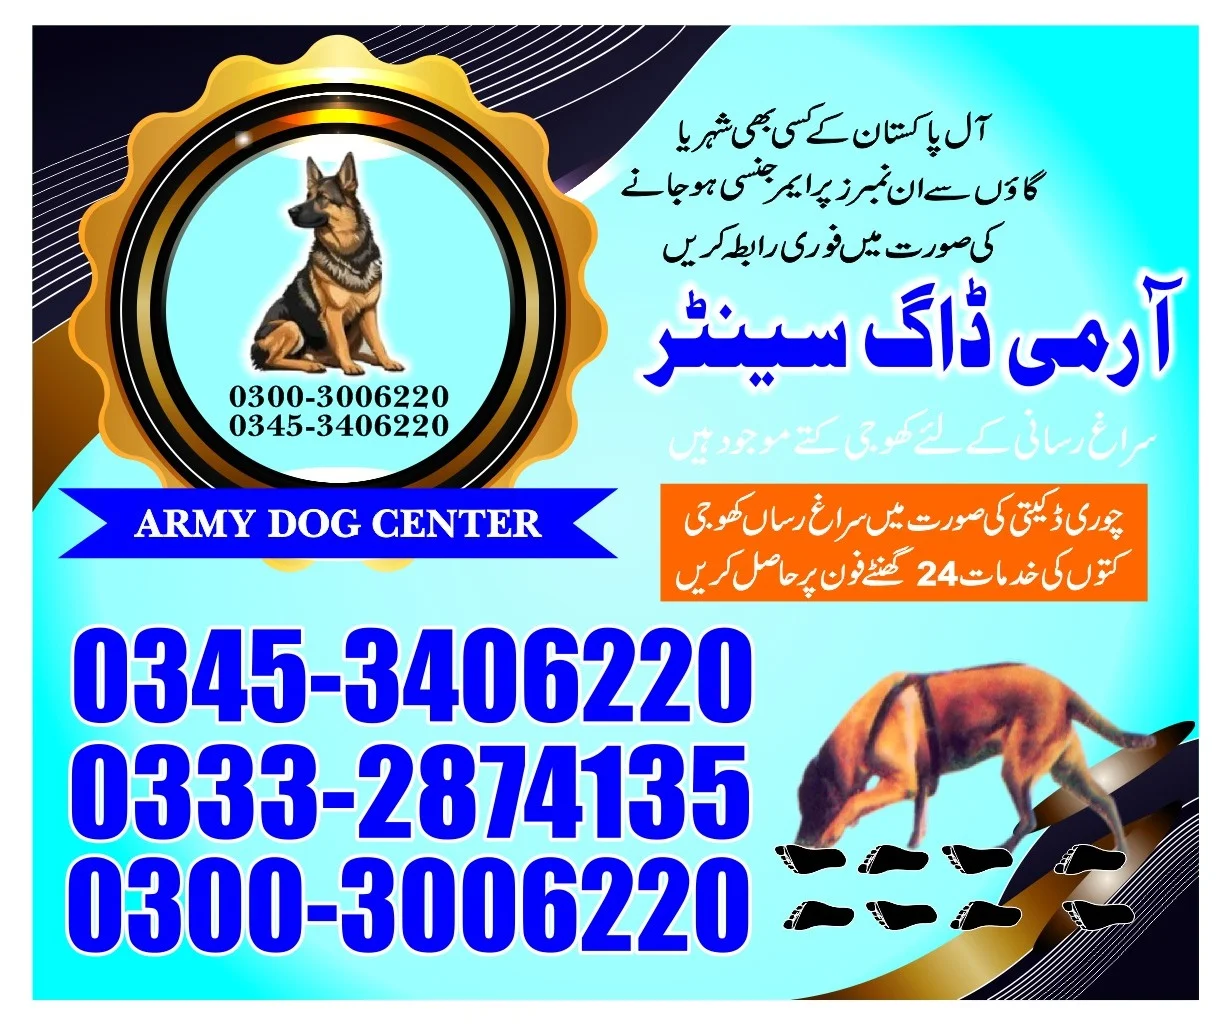 آل پاکستان کے کسی بھی شہر یا
گاؤں سے ان نمبرز پر ایمرجنسی ہوجانے
کی صورت میں فوری رابطہ کریں
آرمی ڈاگ سینٹر
سراغ رسانی کے لئے کھوجی کتے موجود ہیں
چوری ڈکیتی کی صورت میں سراغ رساں کھوجی
کتوں کی خدمات 24 گھنٹے فون پر حاصل کریں
0300-3006220
0345-3406220
ARMY DOG CENTER
0345-3406220
0333-2874135
0300-3006220